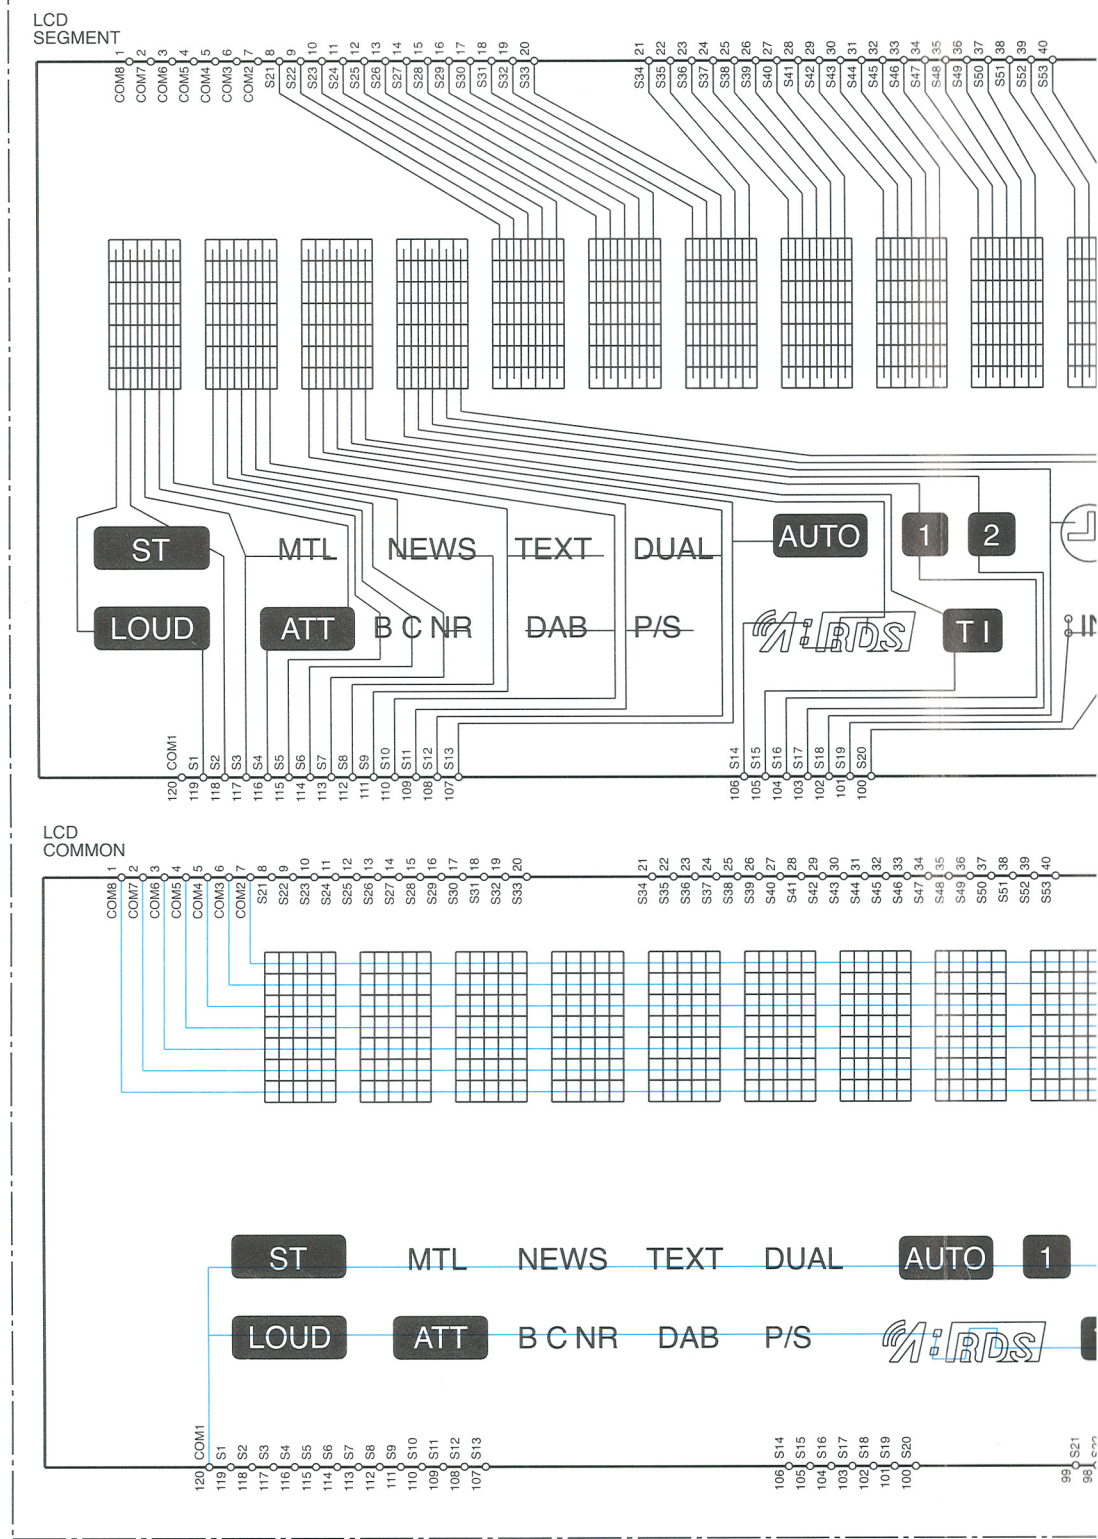 LCD
SEGMENT
1 2 3 4 5 6 7 8 9 10 11 12 13 14 15 16 17 18 19 20
21 22 23 24 25 26 27 28 29 30 31 32 33 34 35 36 37 38 39 40
COM8 COM7 COM6 COM5 COM4 COM3 COM2 S21 S22 S23 S24 S25 S26 S27 S28 S29 S30 S31 S32 S33
S34 S35 S36 S37 S38 S39 S40 S41 S42 S43 S44 S45 S46 S47 S48 S49 S50 S51 S52 S53
ST MTL NEWS TEXT DUAL AUTO 1 2
LOUD ATT B C NR DAB P/S RDS T I
COM1 S1 S2 S3 S4 S5 S6 S7 S8 S9 S10 S11 S12 S13
S14 S15 S16 S17 S18 S19 S20
120 119 118 117 116 115 114 113 112 111 110 109 108 107
106 105 104 103 102 101 100
LCD
COMMON
1 2 3 4 5 6 7 8 9 10 11 12 13 14 15 16 17 18 19 20
21 22 23 24 25 26 27 28 29 30 31 32 33 34 35 36 37 38 39 40
COM8 COM7 COM6 COM5 COM4 COM3 COM2 S21 S22 S23 S24 S25 S26 S27 S28 S29 S30 S31 S32 S33
S34 S35 S36 S37 S38 S39 S40 S41 S42 S43 S44 S45 S46 S47 S48 S49 S50 S51 S52 S53
ST MTL NEWS TEXT DUAL AUTO 1
LOUD ATT B C NR DAB P/S RDS
COM1 S1 S2 S3 S4 S5 S6 S7 S8 S9 S10 S11 S12 S13
S14 S15 S16 S17 S18 S19 S20
S21
120 119 118 117 116 115 114 113 112 111 110 109 108 107
106 105 104 103 102 101 100
99 98